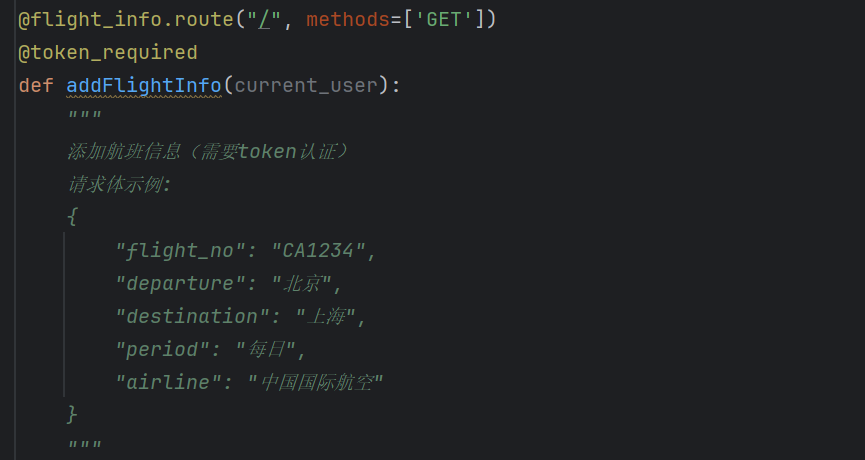 @flight_info.route("/", methods=['GET'])
@token_required
def addFlightInfo(current_user):
"""
添加航班信息（需要token认证）
请求体示例:
{
"flight_no": "CA1234",
"departure": "北京",
"destination": "上海",
"period": "每日",
"airline": "中国国际航空"
}
"""